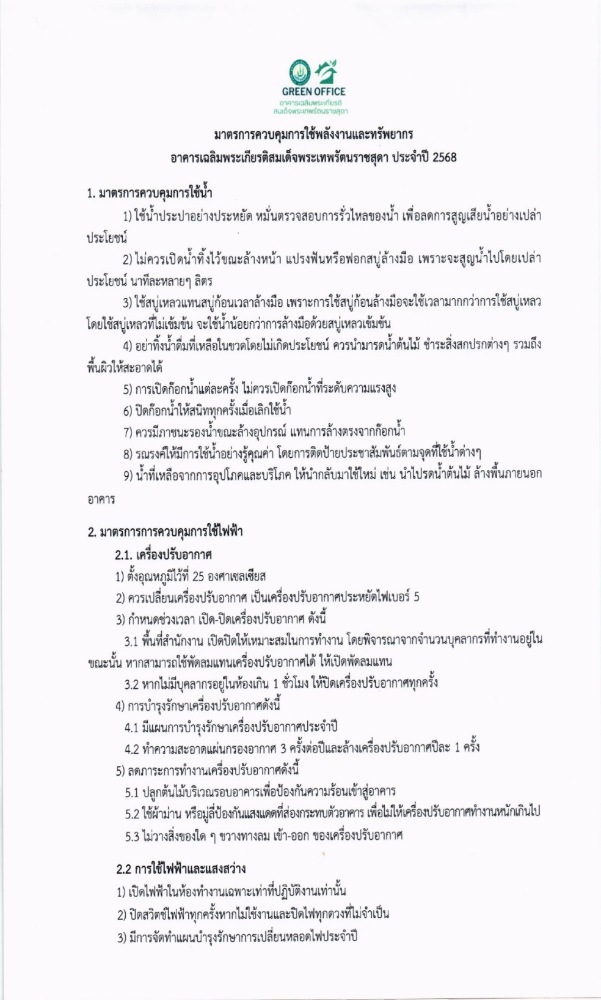 GREEN OFFICE
อาคารเฉลิมพระเกียรติ
สมเด็จพระเทพรัตนราชสุดา
มาตรการควบคุมการใช้พลังงานและทรัพยากร
อาคารเฉลิมพระเกียรติสมเด็จพระเทพรัตนราชสุดา ประจำปี 2568
1. มาตรการควบคุมการใช้น้ำ
1) ใช้น้ำประปาอย่างประหยัด หมั่นตรวจสอบการรั่วไหลของน้ำ เพื่อลดการสูญเสียน้ำอย่างเปล่า
ประโยชน์
2) ไม่ควรเปิดน้ำทิ้งไว้ขณะล้างหน้า แปรงฟันหรือฟอกสบู่ล้างมือ เพราะจะสูญน้ำไปโดยเปล่า
ประโยชน์ นาทีละหลายๆ ลิตร
3) ใช้สบู่เหลวแทนสบู่ก้อนเวลาล้างมือ เพราะการใช้สบู่ก้อนล้างมือจะใช้เวลามากกว่าการใช้สบู่เหลว
โดยใช้สบู่เหลวที่ไม่เข้มข้น จะใช้น้ำน้อยกว่าการล้างมือด้วยสบู่เหลวเข้มข้น
4) อย่าทิ้งน้ำดื่มที่เหลือในขวดโดยไม่เกิดประโยชน์ ควรนำมารดน้ำต้นไม้ ชำระสิ่งสกปรกต่างๆ รวมถึง
พื้นผิวให้สะอาดได้
5) การเปิดก๊อกน้ำแต่ละครั้ง ไม่ควรเปิดก๊อกน้ำที่ระดับความแรงสูง
6) ปิดก๊อกน้ำให้สนิททุกครั้งเมื่อเลิกใช้น้ำ
7) ควรมีภาชนะรองน้ำขณะล้างอุปกรณ์ แทนการล้างตรงจากก๊อกน้ำ
8) รณรงค์ให้มีการใช้น้ำอย่างรู้คุณค่า โดยการติดป้ายประชาสัมพันธ์ตามจุดที่ใช้น้ำต่างๆ
9) น้ำที่เหลือจากการอุปโภคและบริโภค ให้นำกลับมาใช้ใหม่ เช่น นำไปรดน้ำต้นไม้ ล้างพื้นภายนอก
อาคาร
2. มาตรการการควบคุมการใช้ไฟฟ้า
2.1. เครื่องปรับอากาศ
1) ตั้งอุณหภูมิไว้ที่ 25 องศาเซลเซียส
2) ควรเปลี่ยนเครื่องปรับอากาศ เป็นเครื่องปรับอากาศประหยัดไฟเบอร์ 5
3) กำหนดช่วงเวลา เปิด-ปิดเครื่องปรับอากาศ ดังนี้
3.1 พื้นที่สำนักงาน เปิดปิดให้เหมาะสมในการทำงาน โดยพิจารณาจากจำนวนบุคลากรที่ทำงานอยู่ใน
ขณะนั้น หากสามารถใช้พัดลมแทนเครื่องปรับอากาศได้ ให้เปิดพัดลมแทน
3.2 หากไม่มีบุคลากรอยู่ในห้องเกิน 1 ชั่วโมง ให้ปิดเครื่องปรับอากาศทุกครั้ง
4) การบำรุงรักษาเครื่องปรับอากาศดังนี้
4.1 มีแผนการบำรุงรักษาเครื่องปรับอากาศประจำปี
4.2 ทำความสะอาดแผ่นกรองอากาศ 3 ครั้งต่อปีและล้างเครื่องปรับอากาศปีละ 1 ครั้ง
5) ลดภาระการทำงานเครื่องปรับอากาศดังนี้
5.1 ปลูกต้นไม้บริเวณรอบอาคารเพื่อป้องกันความร้อนเข้าสู่อาคาร
5.2 ใช้ผ้าม่าน หรือมู่ลี่ป้องกันแสงแดดที่ส่องกระทบตัวอาคาร เพื่อไม่ให้เครื่องปรับอากาศทำงานหนักเกินไป
5.3 ไม่วางสิ่งของใด ๆ ขวางทางลม เข้า-ออก ของเครื่องปรับอากาศ
2.2 การใช้ไฟฟ้าและแสงสว่าง
1) เปิดไฟฟ้าในห้องทำงานเฉพาะเท่าที่ปฏิบัติงานเท่านั้น
2) ปิดสวิตช์ไฟฟ้าทุกครั้งหากไม่ใช้งานและปิดไฟทุกดวงที่ไม่จำเป็น
3) มีการจัดทำแผนบำรุงรักษาการเปลี่ยนหลอดไฟประจำปี